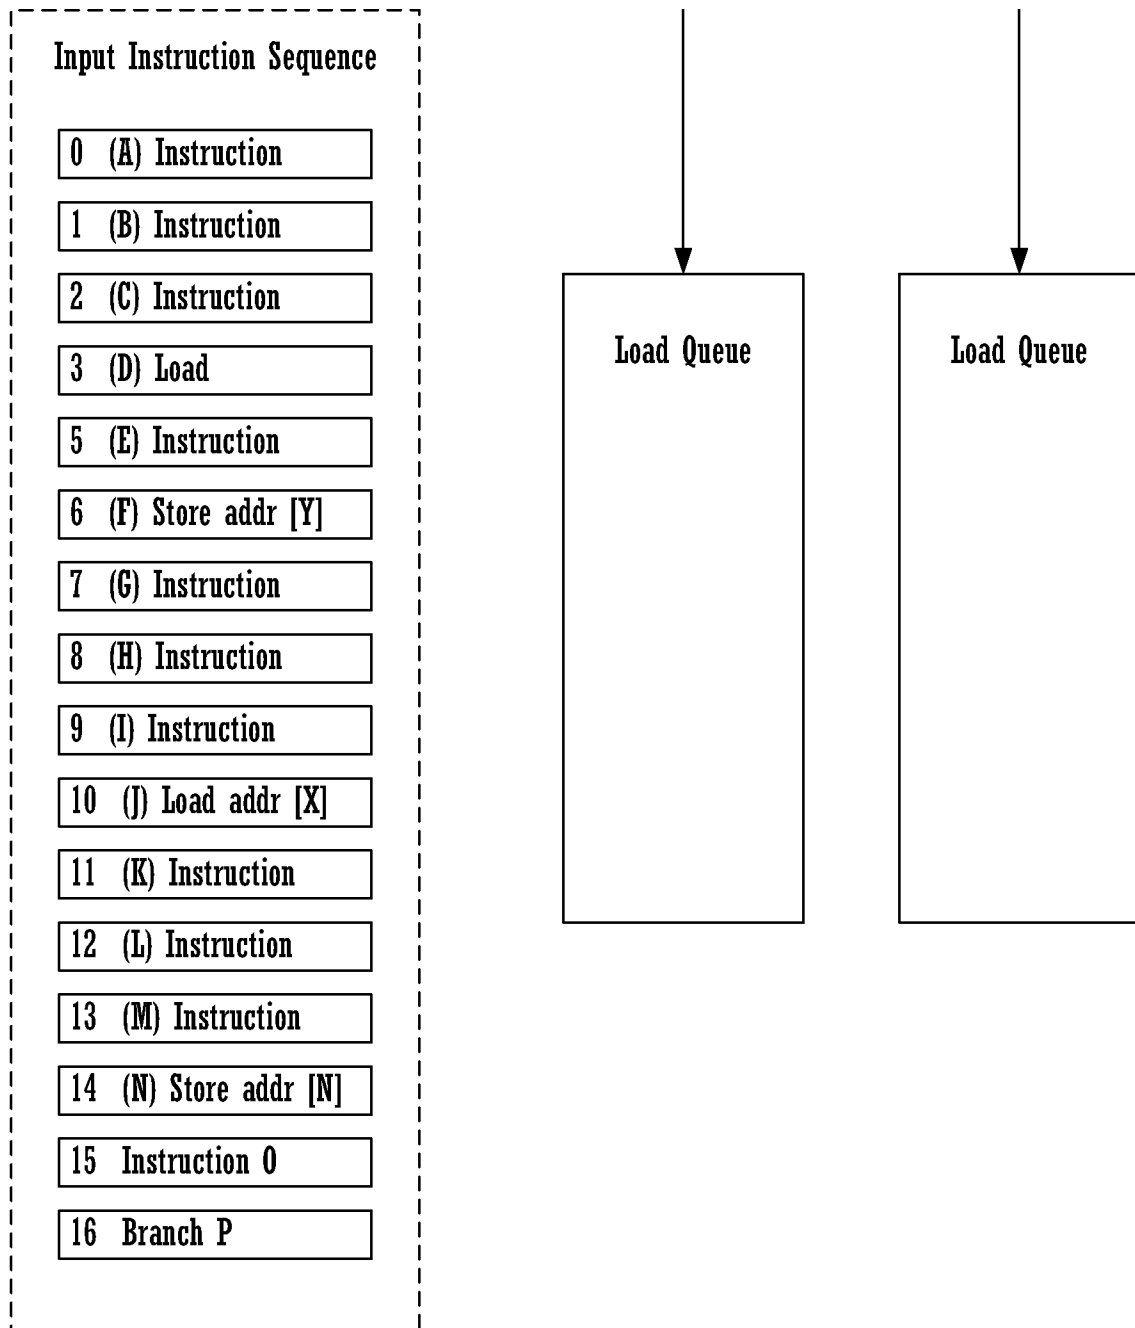 Input Instruction Sequence
0 (A) Instruction
1 (B) Instruction
2 (C) Instruction
3 (D) Load
5 (E) Instruction
6 (F) Store addr [Y]
7 (G) Instruction
8 (H) Instruction
9 (I) Instruction
10 (J) Load addr [X]
11 (K) Instruction
12 (L) Instruction
13 (M) Instruction
14 (N) Store addr [N]
15 Instruction O
16 Branch P
Load Queue
Load Queue